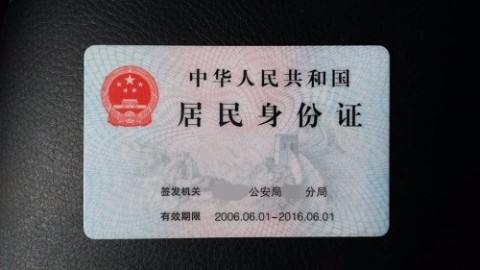 中华人民共和国
居民身份证
签发机关 公安局 分局
有效期限 2006.06.01-2016.06.01